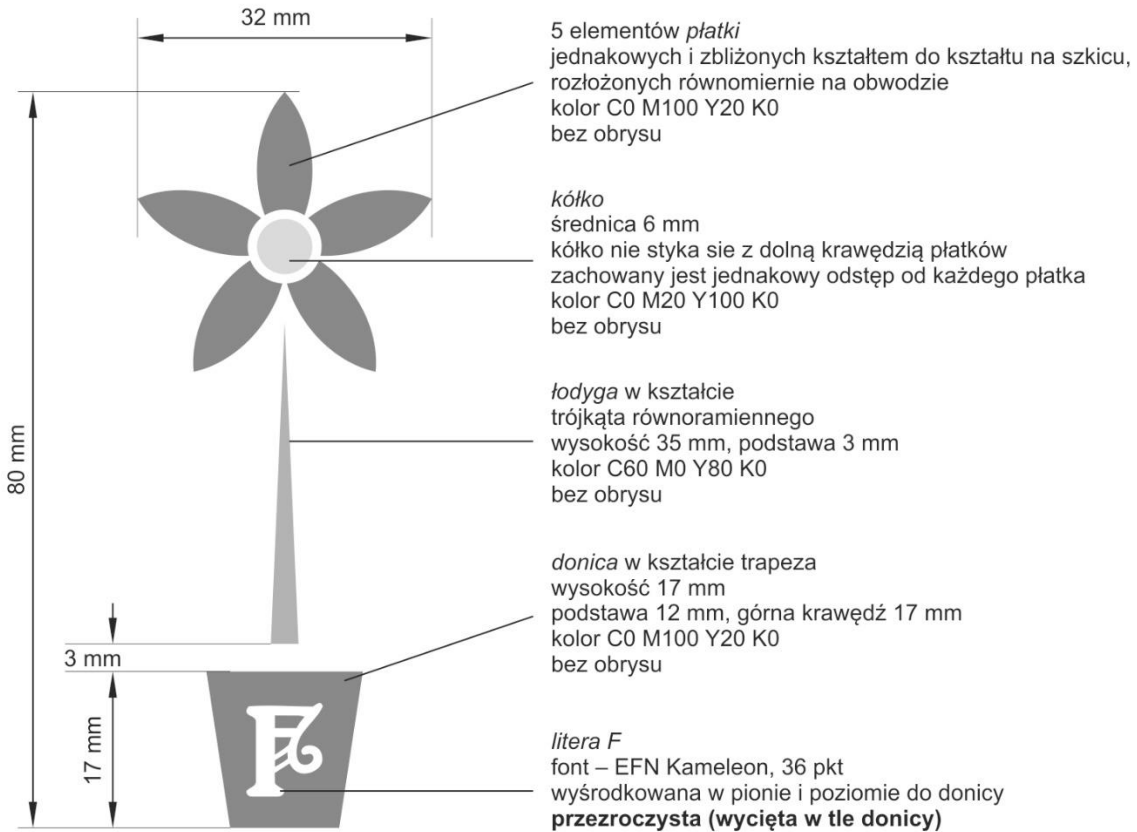 32 mm
5 elementów płatki
jednakowych i zbliżonych kształtem do kształtu na szkicu,
rozłożonych równomiernie na obwodzie
kolor C0 M100 Y20 K0
bez obrysu
kółko
średnica 6 mm
kółko nie styka sie z dolną krawędzią płatków
zachowany jest jednakowy odstęp od każdego płatka
kolor C0 M20 Y100 K0
bez obrysu
łodyga w kształcie
trójkąta równoramiennego
wysokość 35 mm, podstawa 3 mm
kolor C60 M0 Y80 K0
bez obrysu
80 mm
donica w kształcie trapeza
wysokość 17 mm
podstawa 12 mm, górna krawędź 17 mm
kolor C0 M100 Y20 K0
bez obrysu
3 mm
17 mm
F
litera F
font – EFN Kameleon, 36 pkt
wyśrodkowana w pionie i poziomie do donicy
przezroczysta (wycięta w tle donicy)